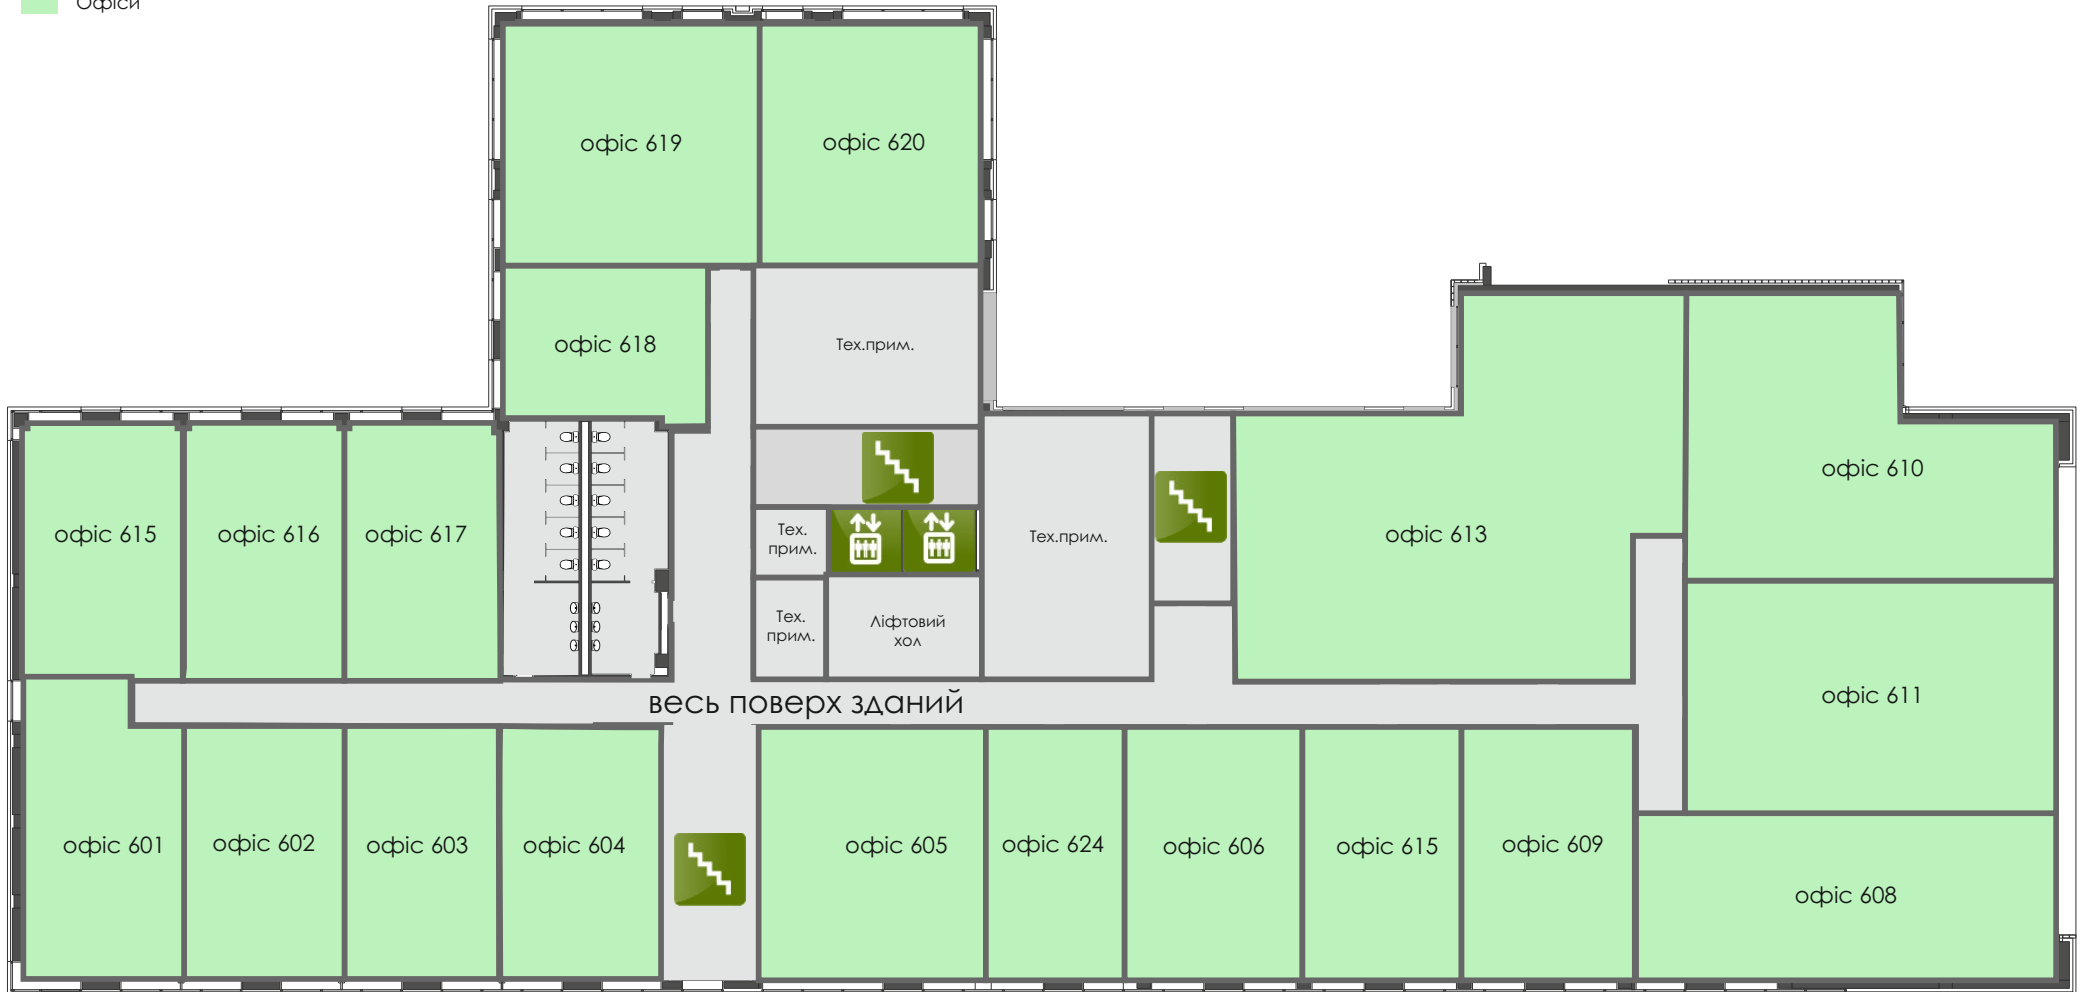 Офіси
офіс 619
офіс 620
офіс 618
Тех.прим.
офіс 615
офіс 616
офіс 617
Тех.
прим.
Тех.прим.
офіс 613
офіс 610
Тех.
прим.
Ліфтовий
хол
офіс 611
весь поверх зданий
офіс 601
офіс 602
офіс 603
офіс 604
офіс 605
офіс 624
офіс 606
офіс 615
офіс 609
офіс 608